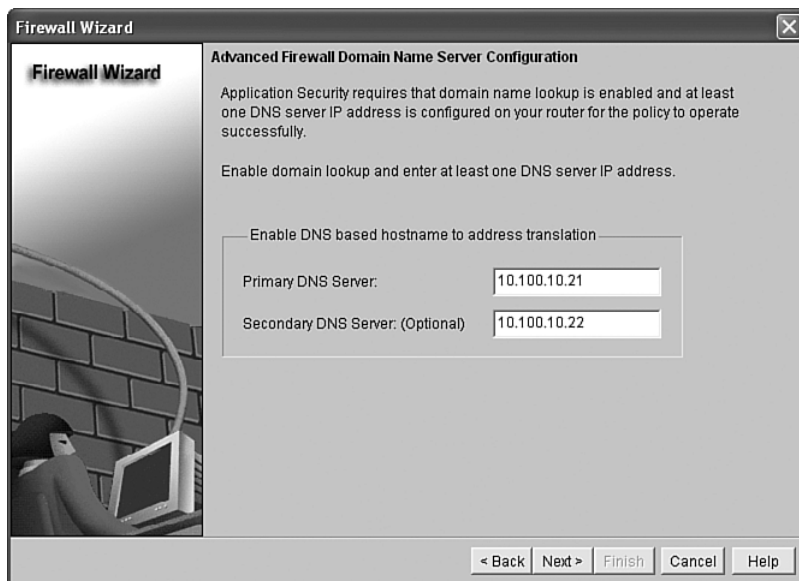 Firewall Wizard
Firewall Wizard
Advanced Firewall Domain Name Server Configuration
Application Security requires that domain name lookup is enabled and at least
one DNS server IP address is configured on your router for the policy to operate
successfully.
Enable domain lookup and enter at least one DNS server IP address.
Enable DNS based hostname to address translation
Primary DNS Server: 10.100.10.21
Secondary DNS Server: (Optional) 10.100.10.22
< Back Next > Finish Cancel Help